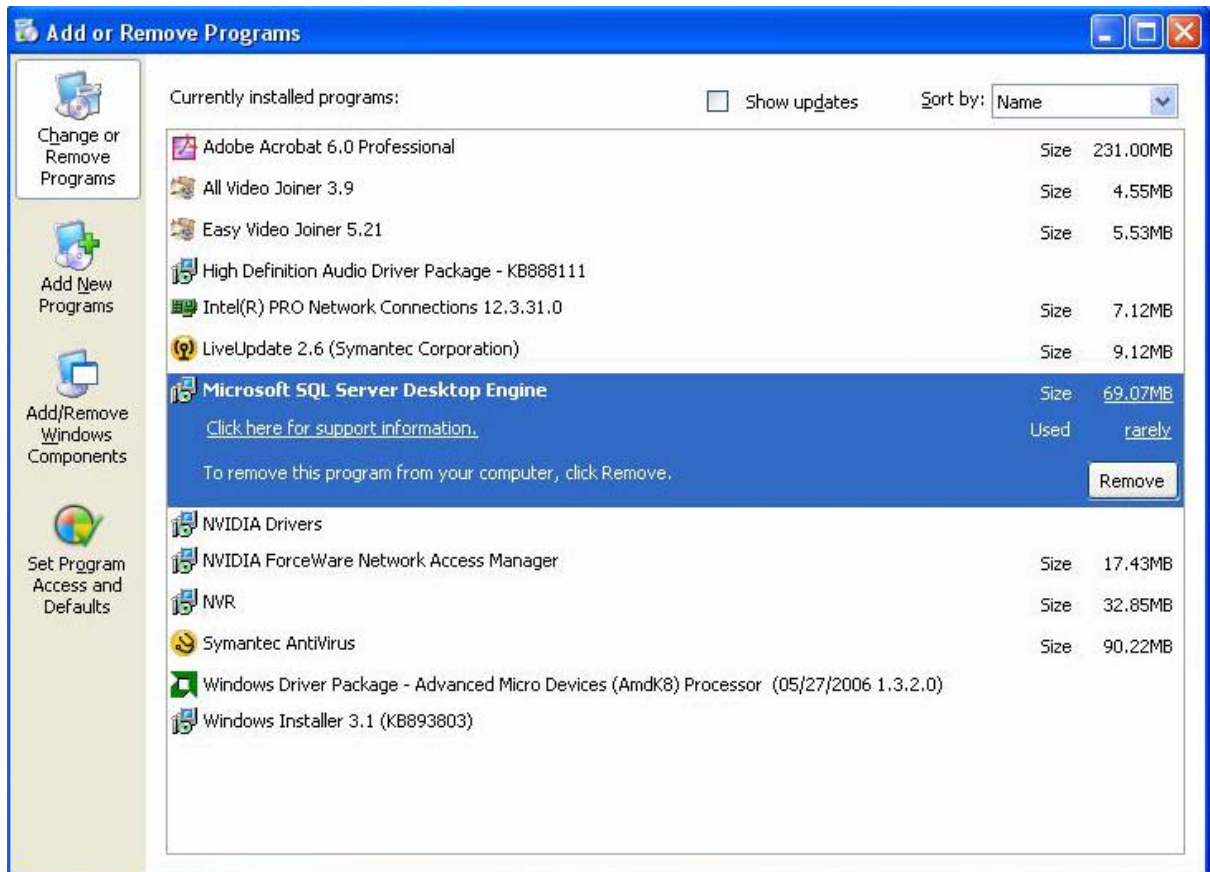 Add or Remove Programs
Change or
Remove
Programs
Add New
Programs
Add/Remove
Windows
Components
Set Program
Access and
Defaults
Currently installed programs:
Show updates
Sort by: Name
Adobe Acrobat 6.0 Professional Size 231.00MB
All Video Joiner 3.9 Size 4.55MB
Easy Video Joiner 5.21 Size 5.53MB
High Definition Audio Driver Package - KB888111
Intel(R) PRO Network Connections 12.3.31.0 Size 7.12MB
LiveUpdate 2.6 (Symantec Corporation) Size 9.12MB
Microsoft SQL Server Desktop Engine Size 69.07MB
Click here for support information. Used rarely
To remove this program from your computer, click Remove. Remove
NVIDIA Drivers
NVIDIA ForceWare Network Access Manager Size 17.43MB
NVR Size 32.85MB
Symantec AntiVirus Size 90.22MB
Windows Driver Package - Advanced Micro Devices (AmdK8) Processor (05/27/2006 1.3.2.0)
Windows Installer 3.1 (KB893803)